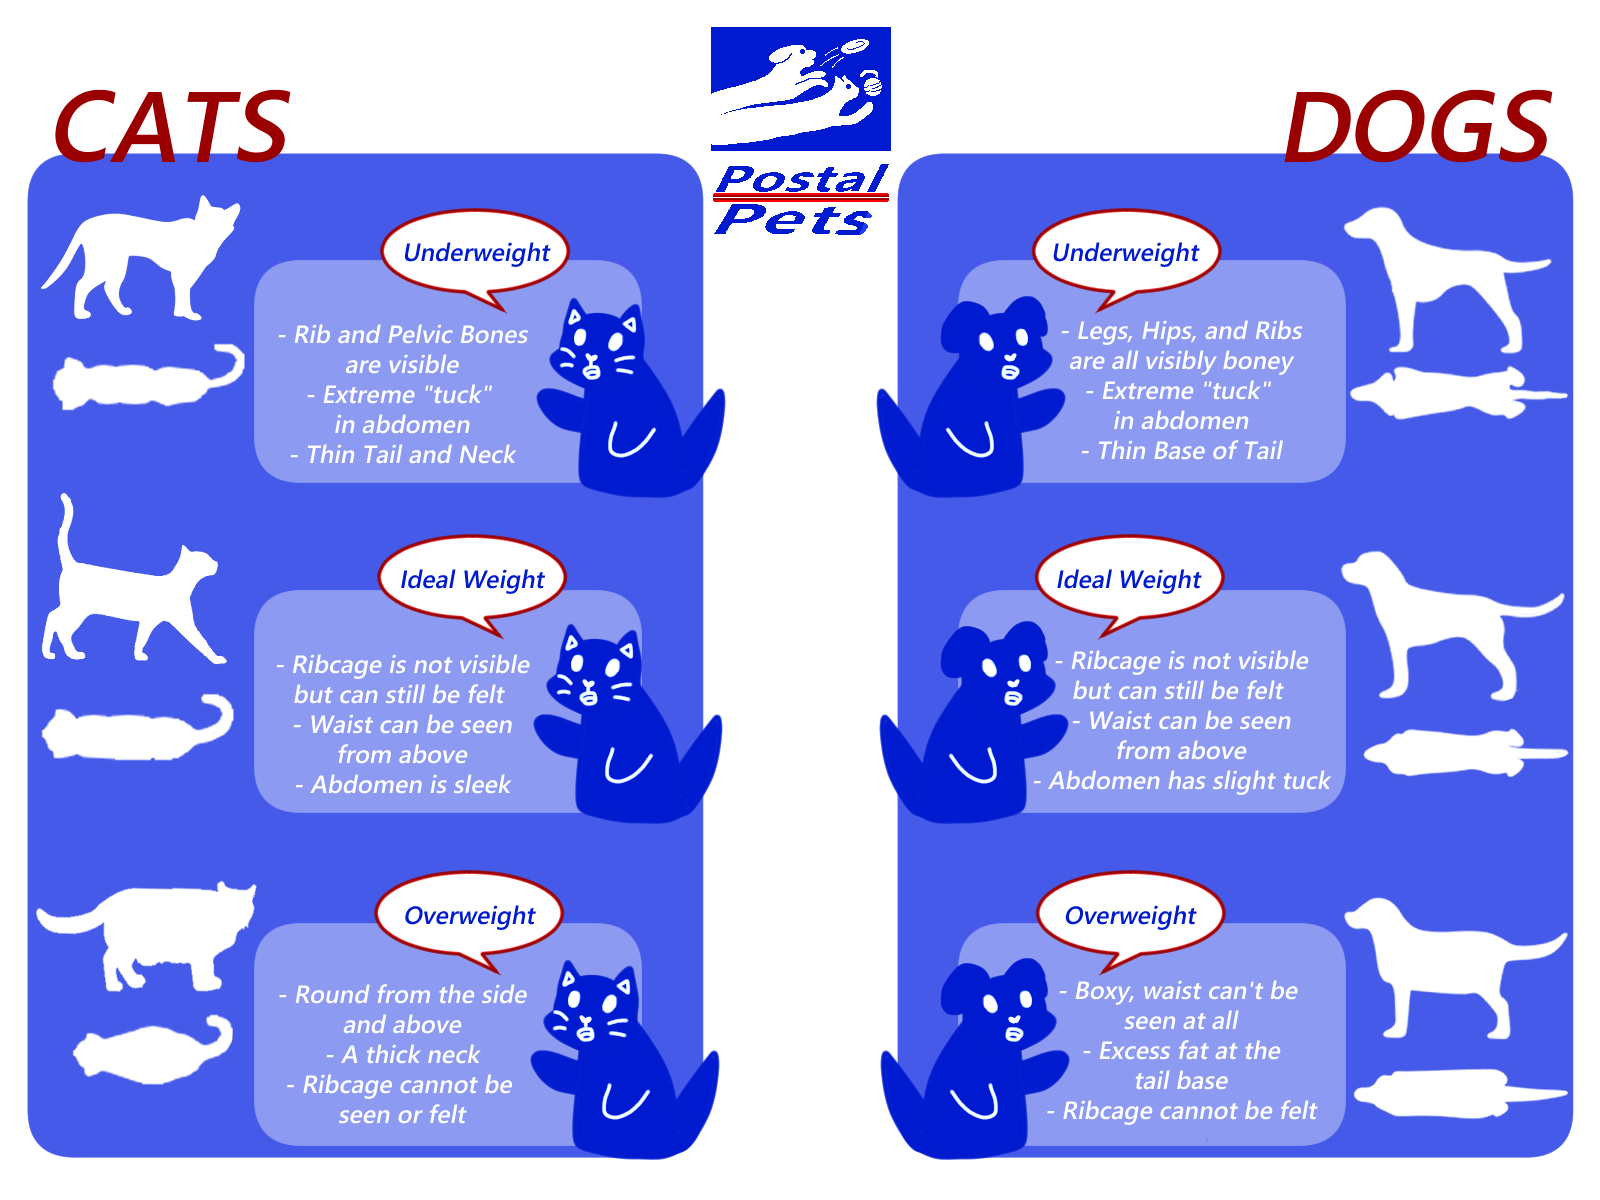 CATS
Postal
Pets
DOGS
Underweight
- Rib and Pelvic Bones
are visible
- Extreme "tuck"
in abdomen
- Thin Tail and Neck
Ideal Weight
- Ribcage is not visible
but can still be felt
- Waist can be seen
from above
- Abdomen is sleek
Overweight
- Round from the side
and above
- A thick neck
- Ribcage cannot be
seen or felt
Underweight
- Legs, Hips, and Ribs
are all visibly boney
- Extreme "tuck"
in abdomen
- Thin Base of Tail
Ideal Weight
- Ribcage is not visible
but can still be felt
- Waist can be seen
from above
- Abdomen has slight tuck
Overweight
- Boxy, waist can't be
seen at all
- Excess fat at the
tail base
- Ribcage cannot be felt